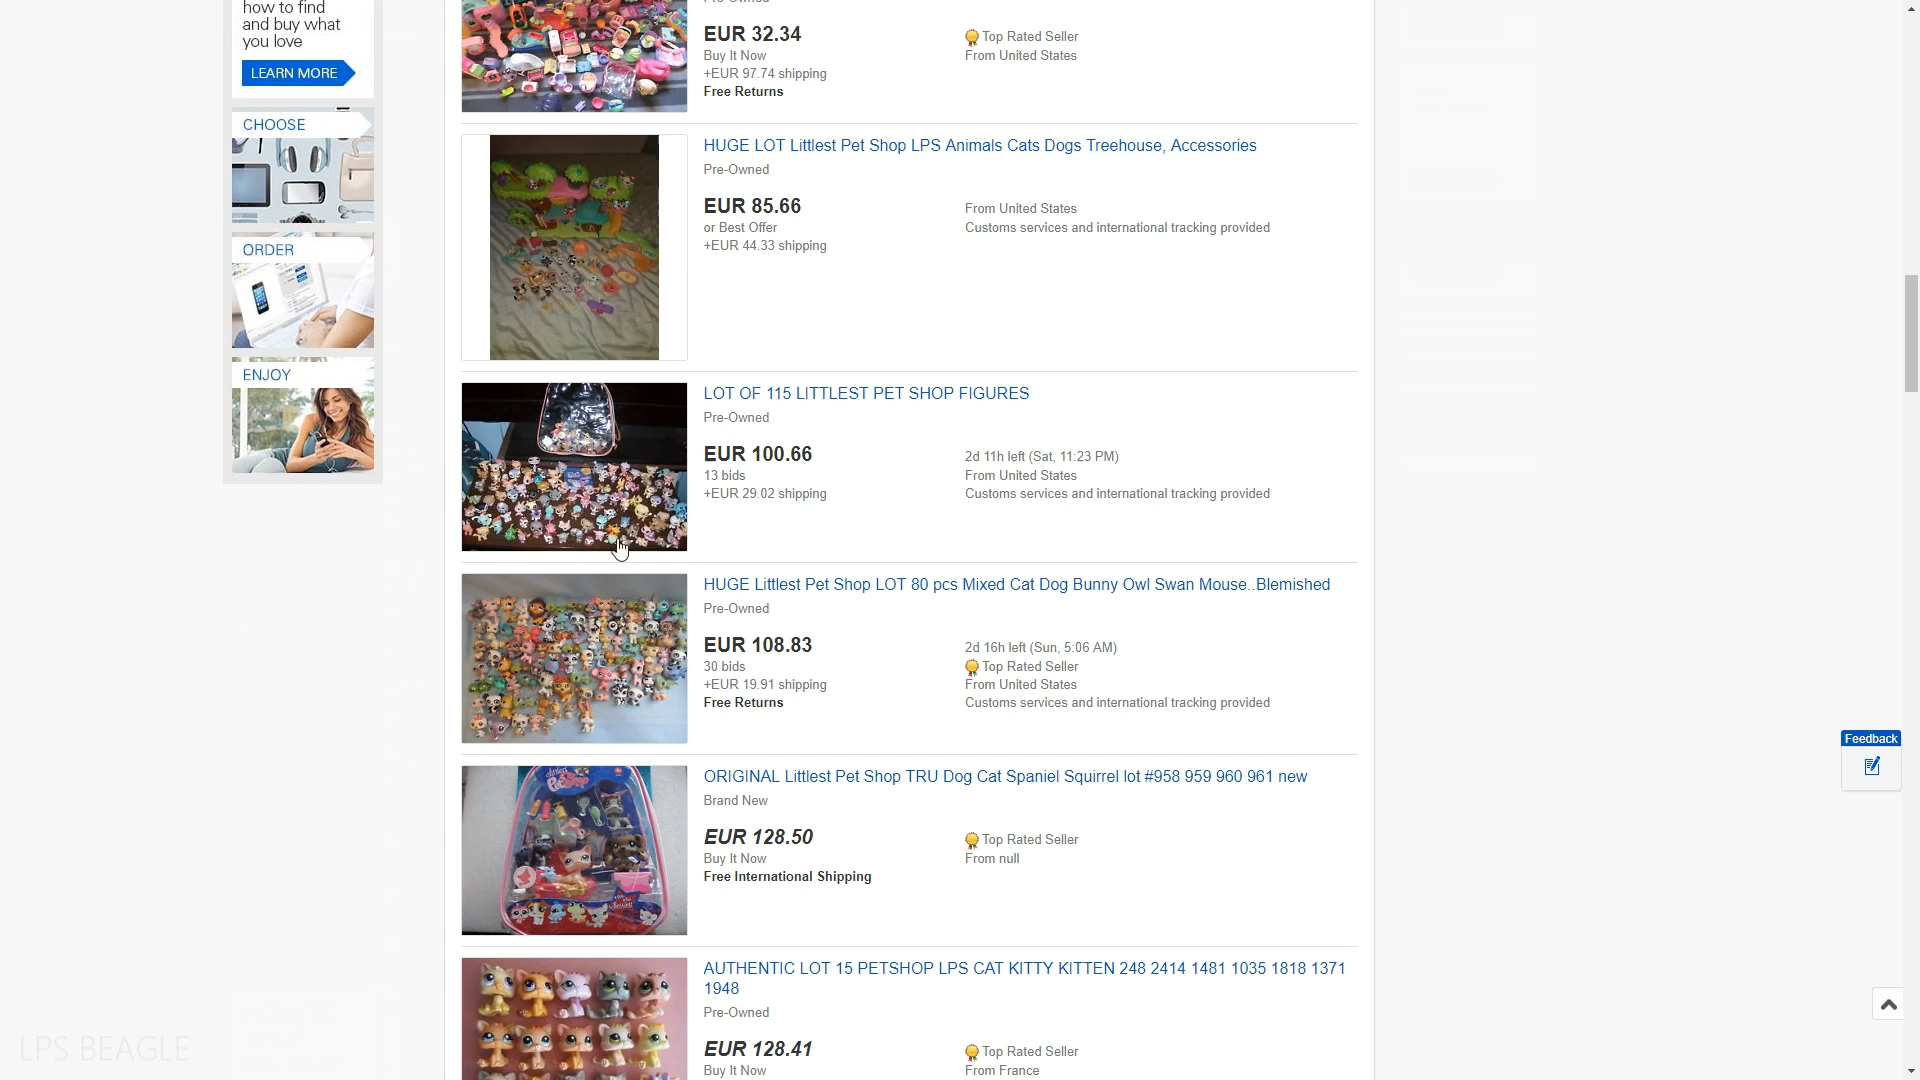 how to find
and buy what
you love
LEARN MORE
CHOOSE
ORDER
ENJOY
EUR 32.34
Buy It Now
+EUR 97.74 shipping
Free Returns
Top Rated Seller
From United States
HUGE LOT Littlest Pet Shop LPS Animals Cats Dogs Treehouse, Accessories
Pre-Owned
EUR 85.66
or Best Offer
+EUR 44.33 shipping
From United States
Customs services and international tracking provided
LOT OF 115 LITTLEST PET SHOP FIGURES
Pre-Owned
EUR 100.66
13 bids
+EUR 29.02 shipping
2d 11h left (Sat, 11:23 PM)
From United States
Customs services and international tracking provided
HUGE Littlest Pet Shop LOT 80 pcs Mixed Cat Dog Bunny Owl Swan Mouse..Blemished
Pre-Owned
EUR 108.83
30 bids
+EUR 19.91 shipping
Free Returns
2d 16h left (Sun, 5:06 AM)
Top Rated Seller
From United States
Customs services and international tracking provided
ORIGINAL Littlest Pet Shop TRU Dog Cat Spaniel Squirrel lot #958 959 960 961 new
Brand New
EUR 128.50
Buy It Now
Free International Shipping
Top Rated Seller
From null
AUTHENTIC LOT 15 PETSHOP LPS CAT KITTY KITTEN 248 2414 1481 1035 1818 1371
1948
Pre-Owned
EUR 128.41
Buy It Now
Top Rated Seller
From France
Feedback
LPS BEAGLE